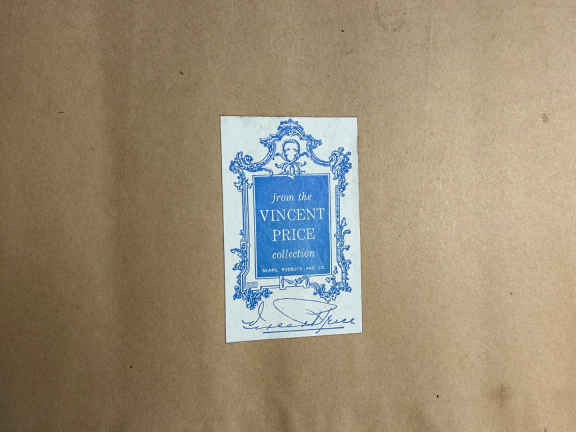 from the
VINCENT
PRICE
collection
SEARS, ROEBUCK AND CO.
Vincent Price